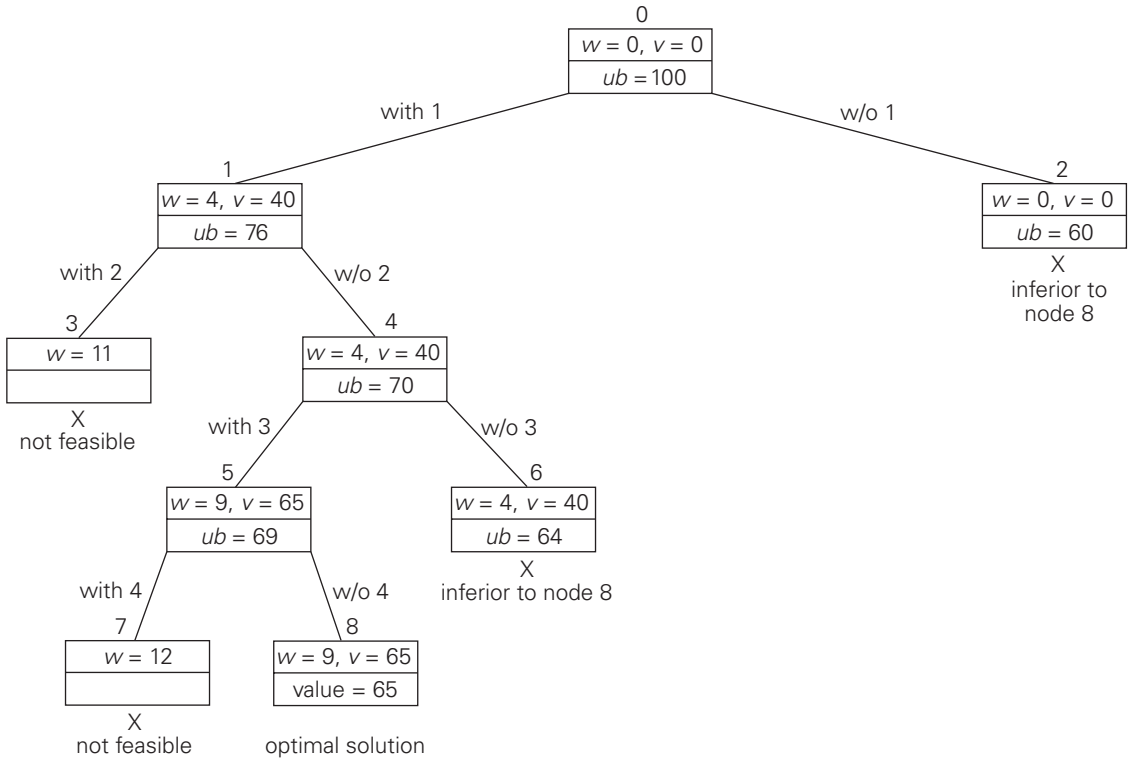 0
w = 0, v = 0
ub = 100
with 1
w/o 1
1
w = 4, v = 40
ub = 76
2
w = 0, v = 0
ub = 60
X
inferior to
node 8
with 2
w/o 2
3
w = 11
X
not feasible
4
w = 4, v = 40
ub = 70
with 3
w/o 3
5
w = 9, v = 65
ub = 69
6
w = 4, v = 40
ub = 64
X
inferior to node 8
with 4
w/o 4
7
w = 12
X
not feasible
8
w = 9, v = 65
value = 65
optimal solution